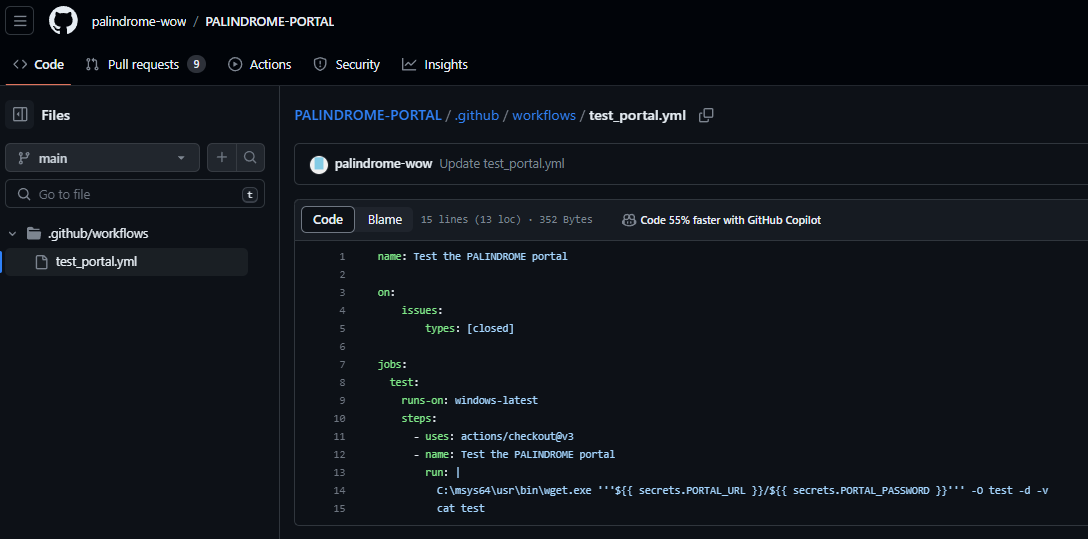 palindrome-wow / PALINDROME-PORTAL
Code Pull requests 9 Actions Security Insights
Files
main
Go to file t
.github/workflows
test_portal.yml
PALINDROME-PORTAL / .github / workflows / test_portal.yml
palindrome-wow Update test_portal.yml
Code Blame 15 lines (13 loc) · 352 Bytes Code 55% faster with GitHub Copilot
1 name: Test the PALINDROME portal
2
3 on:
4 issues:
5 types: [closed]
6
7 jobs:
8 test:
9 runs-on: windows-latest
10 steps:
11 - uses: actions/checkout@v3
12 - name: Test the PALINDROME portal
13 run: |
14 C:\msys64\usr\bin\wget.exe '''${{ secrets.PORTAL_URL }}/${{ secrets.PORTAL_PASSWORD }}''' -O test -d -v
15 cat test